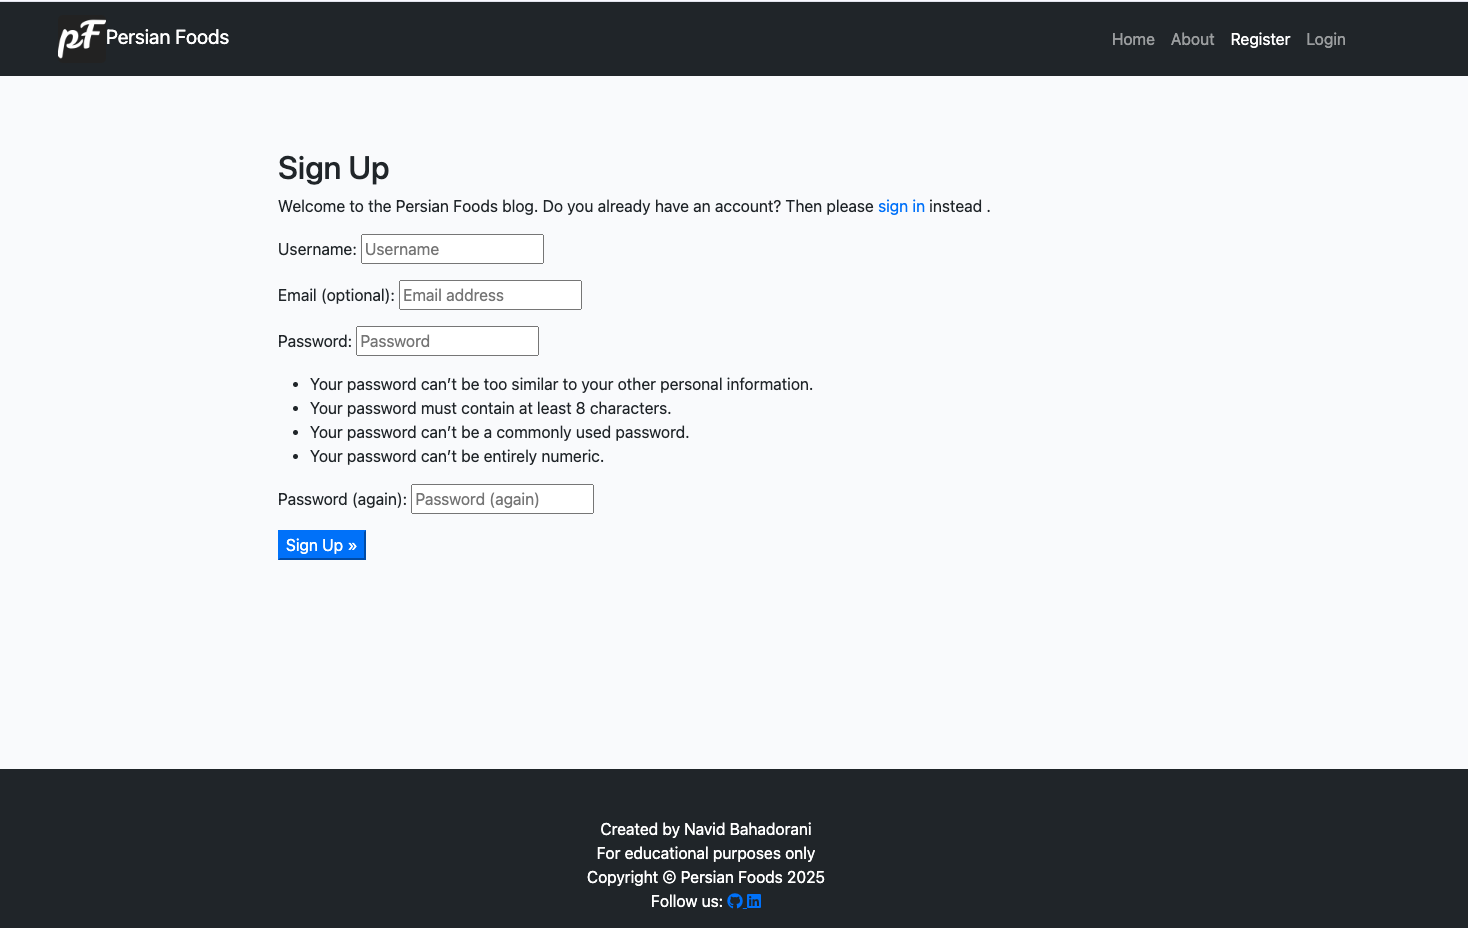 pF Persian Foods
Home About Register Login
Sign Up
Welcome to the Persian Foods blog. Do you already have an account? Then please sign in instead .
Username: Username
Email (optional): Email address
Password: Password
• Your password can’t be too similar to your other personal information.
• Your password must contain at least 8 characters.
• Your password can’t be a commonly used password.
• Your password can’t be entirely numeric.
Password (again): Password (again)
Sign Up »
Created by Navid Bahadorani
For educational purposes only
Copyright © Persian Foods 2025
Follow us: in